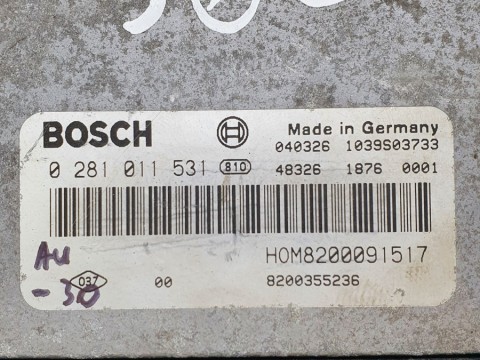 BOSCH Made in Germany
040326 1039S03733
0 281 011 531 810 48326 1876 0001
HOM8200091517
AU
-30
037 00 8200355236